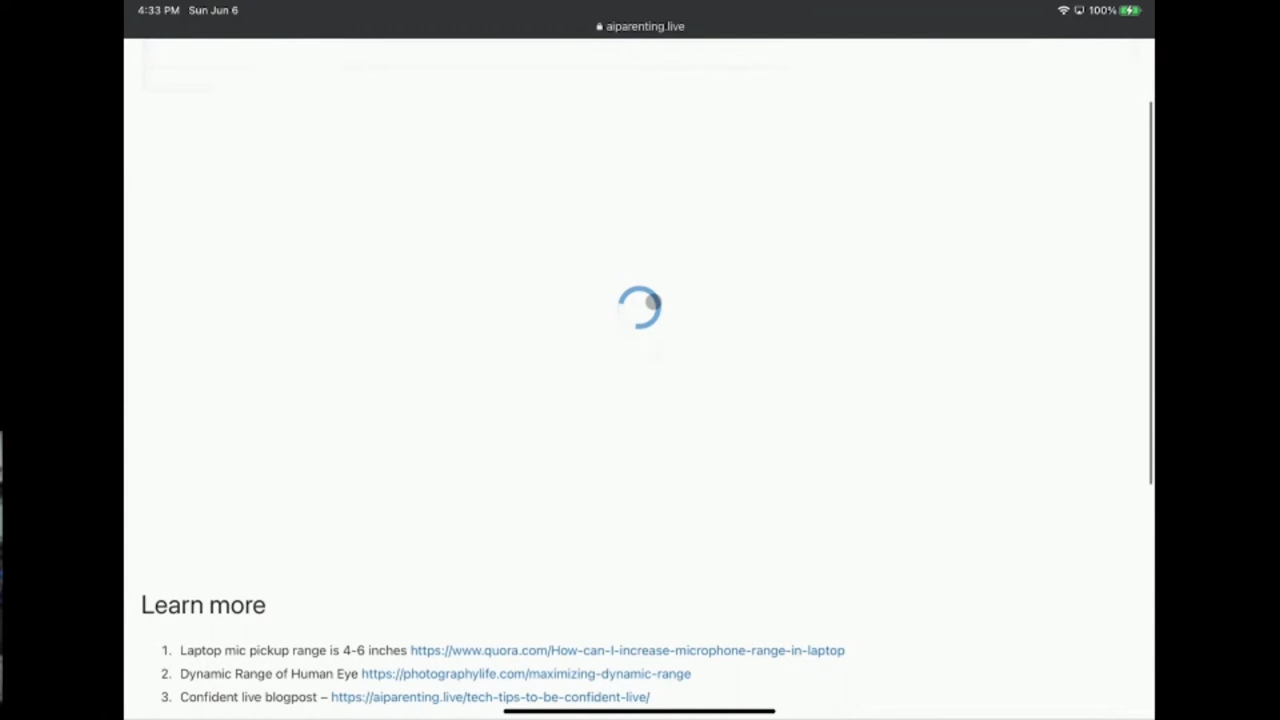 4:33 PM Sun Jun 6
100%
aiparenting.live
Learn more
1. Laptop mic pickup range is 4-6 inches https://www.quora.com/How-can-I-increase-microphone-range-in-laptop
2. Dynamic Range of Human Eye https://photographylife.com/maximizing-dynamic-range
3. Confident live blogpost – https://aiparenting.live/tech-tips-to-be-confident-live/